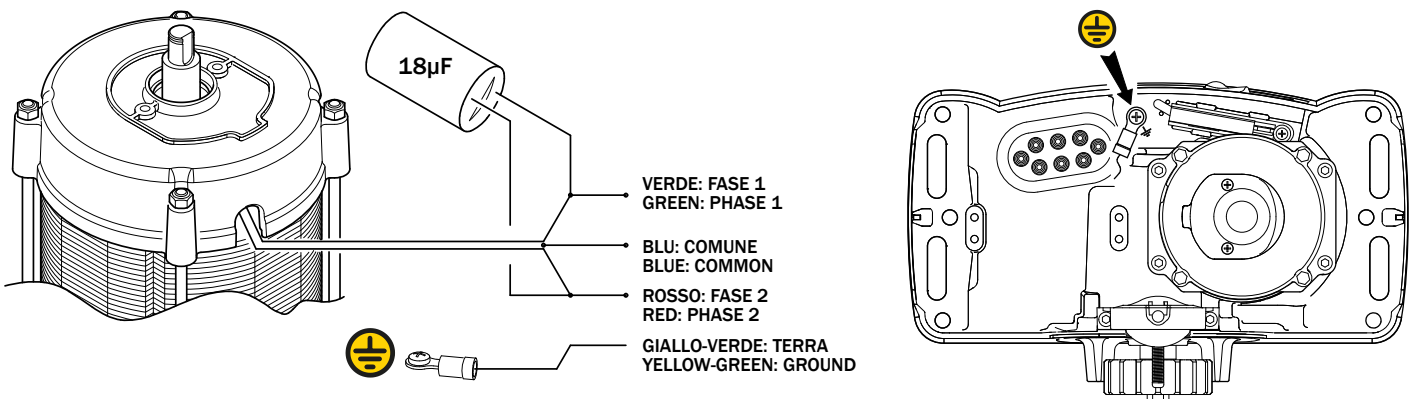 18µF
VERDE: FASE 1
GREEN: PHASE 1
BLU: COMUNE
BLUE: COMMON
ROSSO: FASE 2
RED: PHASE 2
GIALLO-VERDE: TERRA
YELLOW-GREEN: GROUND